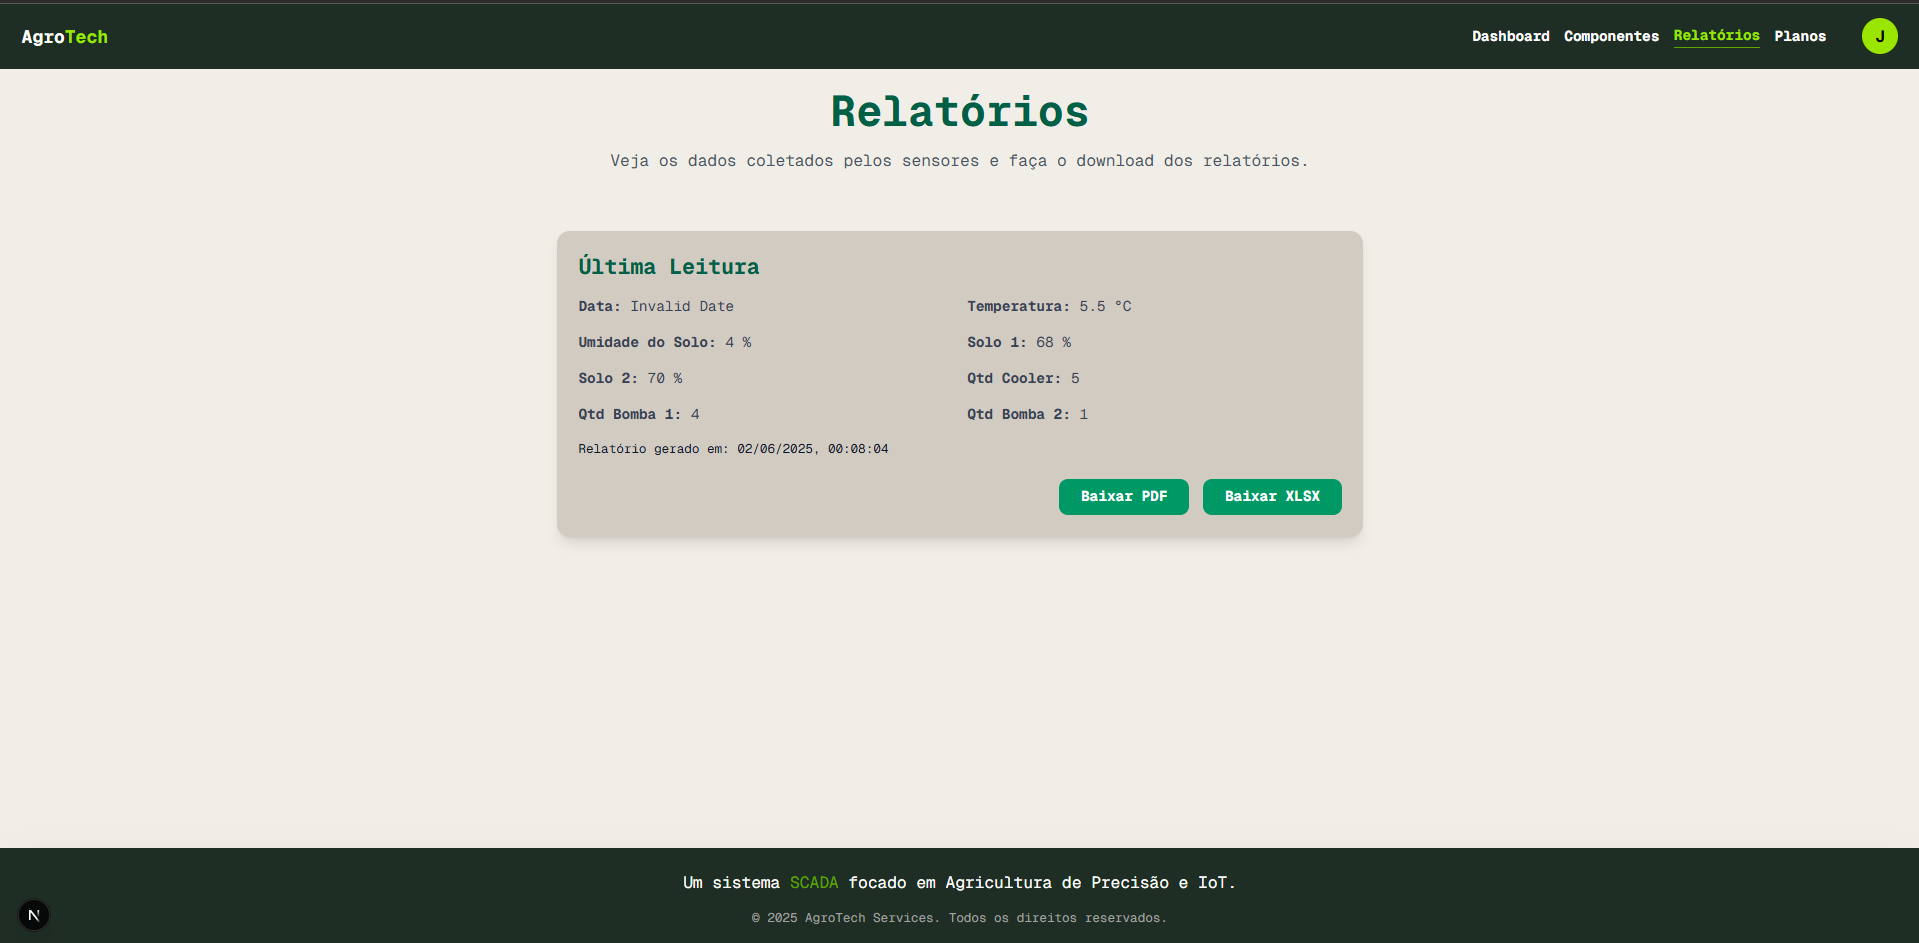 AgroTech
Dashboard Componentes Relatórios Planos J
Relatórios
Veja os dados coletados pelos sensores e faça o download dos relatórios.
Última Leitura
Data: Invalid Date
Temperatura: 5.5 °C
Umidade do Solo: 4 %
Solo 1: 68 %
Solo 2: 70 %
Qtd Cooler: 5
Qtd Bomba 1: 4
Qtd Bomba 2: 1
Relatório gerado em: 02/06/2025, 00:08:04
Baixar PDF
Baixar XLSX
Um sistema SCADA focado em Agricultura de Precisão e IoT.
N
© 2025 AgroTech Services. Todos os direitos reservados.